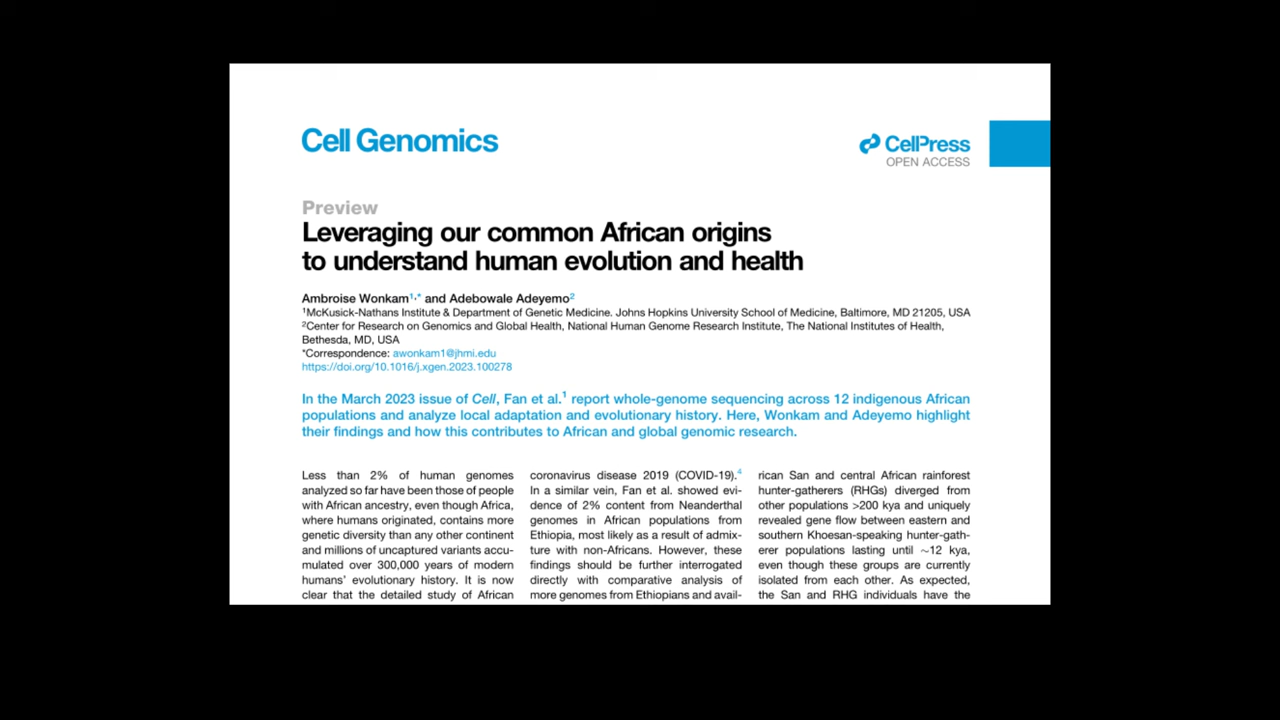 Cell Genomics
CellPress
OPEN ACCESS
Preview
Leveraging our common African origins
to understand human evolution and health
Ambroise Wonkam1,* and Adebowale Adeyemo2
1McKusick-Nathans Institute & Department of Genetic Medicine. Johns Hopkins University School of Medicine, Baltimore, MD 21205, USA
2Center for Research on Genomics and Global Health, National Human Genome Research Institute, The National Institutes of Health,
Bethesda, MD, USA
*Correspondence: awonkam1@jhmi.edu
https://doi.org/10.1016/j.xgen.2023.100278
In the March 2023 issue of Cell, Fan et al.1 report whole-genome sequencing across 12 indigenous African
populations and analyze local adaptation and evolutionary history. Here, Wonkam and Adeyemo highlight
their findings and how this contributes to African and global genomic research.
Less than 2% of human genomes
analyzed so far have been those of people
with African ancestry, even though Africa,
where humans originated, contains more
genetic diversity than any other continent
and millions of uncaptured variants accu-
mulated over 300,000 years of modern
humans' evolutionary history. It is now
clear that the detailed study of African
coronavirus disease 2019 (COVID-19).4
In a similar vein, Fan et al. showed evi-
dence of 2% content from Neanderthal
genomes in African populations from
Ethiopia, most likely as a result of admix-
ture with non-Africans. However, these
findings should be further interrogated
directly with comparative analysis of
more genomes from Ethiopians and avail-
rican San and central African rainforest
hunter-gatherers (RHGs) diverged from
other populations >200 kya and uniquely
revealed gene flow between eastern and
southern Khoesan-speaking hunter-gath-
erer populations lasting until ~12 kya,
even though these groups are currently
isolated from each other. As expected,
the San and RHG individuals have the